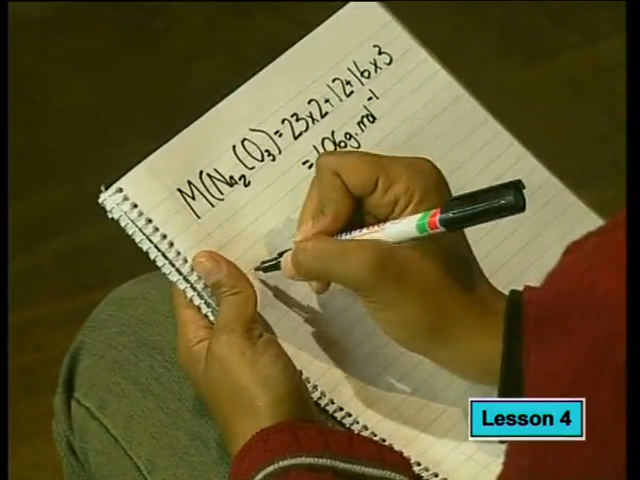 M(Na₂CO₃) = 23x2+12+16x3
= 106g.mol⁻¹
Lesson 4